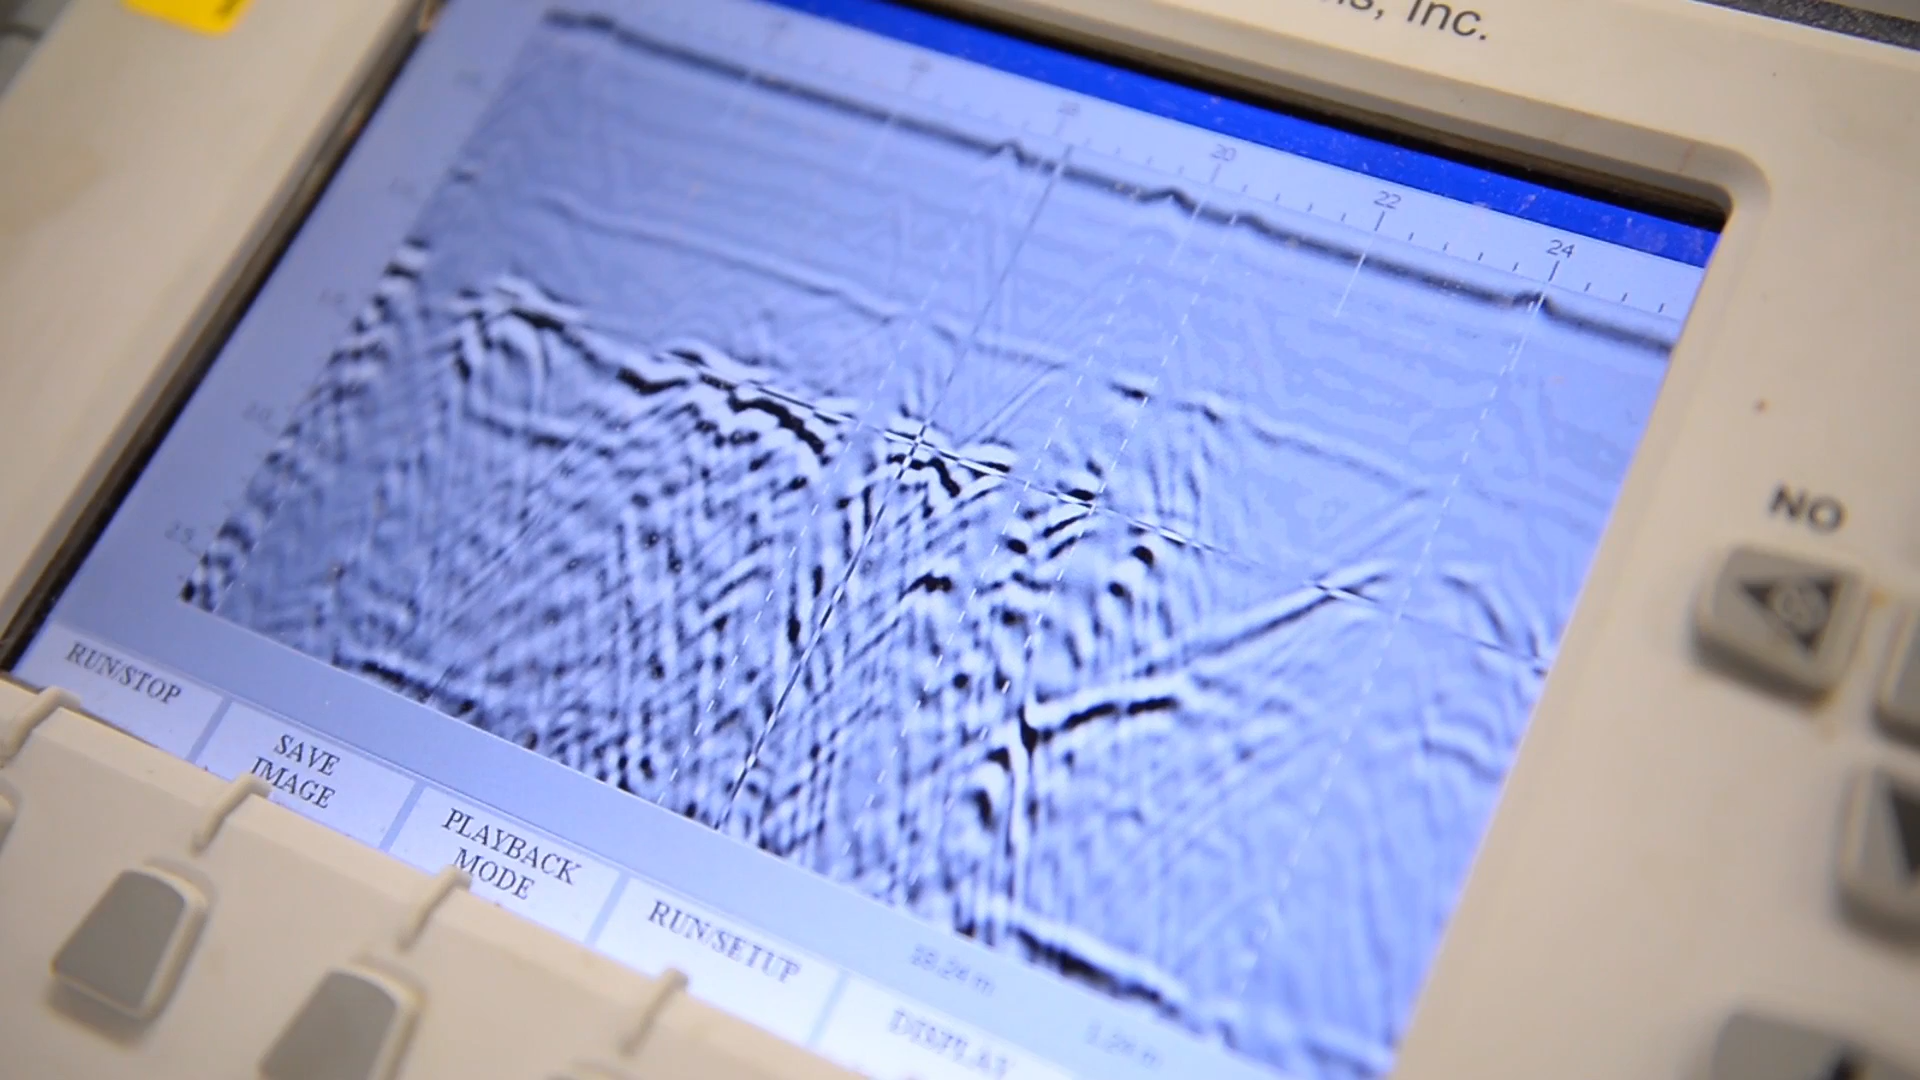 Inc.
20
22
24
NO
RUN/STOP
SAVE
IMAGE
PLAYBACK
MODE
RUN/SETUP
DISPLAY